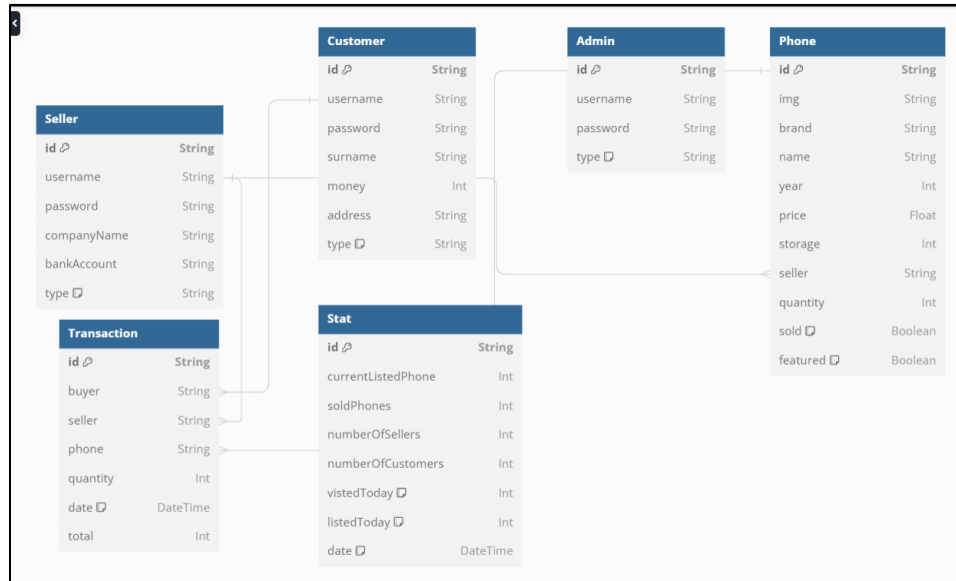 Seller
id String
username String
password String
companyName String
bankAccount String
type String
Transaction
id String
buyer String
seller String
phone String
quantity Int
date DateTime
total Int
Customer
id String
username String
password String
surname String
money Int
address String
type String
Stat
id String
currentListedPhone Int
soldPhones Int
numberOfSellers Int
numberOfCustomers Int
vistedToday Int
listedToday Int
date DateTime
Admin
id String
username String
password String
type String
Phone
id String
img String
brand String
name String
year Int
price Float
storage Int
seller String
quantity Int
sold Boolean
featured Boolean